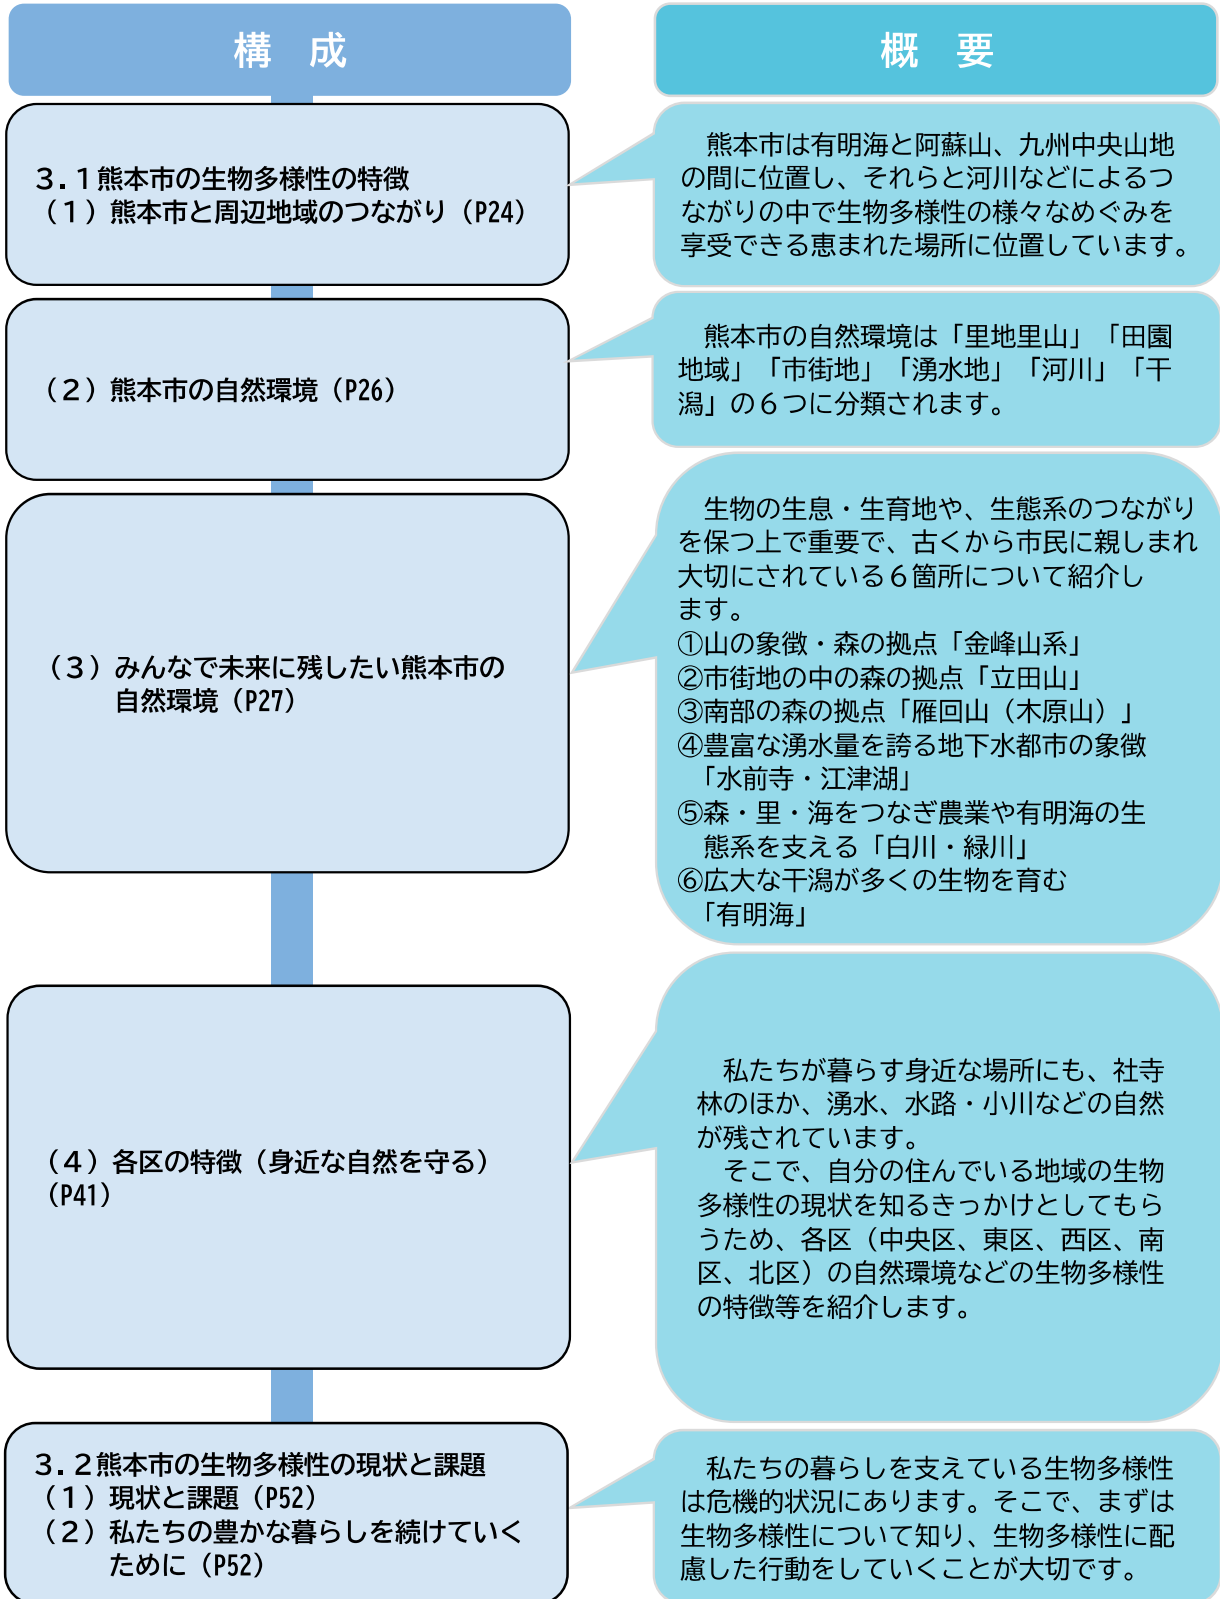 構　成
概　要
３．１熊本市の生物多様性の特徴
（１）熊本市と周辺地域のつながり（P24）
熊本市は有明海と阿蘇山、九州中央山地
の間に位置し、それらと河川などによるつ
ながりの中で生物多様性の様々なめぐみを
享受できる恵まれた場所に位置しています。
（２）熊本市の自然環境（P26）
熊本市の自然環境は「里地里山」「田園
地域」「市街地」「湧水地」「河川」「干
潟」の６つに分類されます。
（３）みんなで未来に残したい熊本市の
自然環境（P27）
生物の生息・生育地や、生態系のつながり
を保つ上で重要で、古くから市民に親しまれ
大切にされている６箇所について紹介し
ます。
①山の象徴・森の拠点「金峰山系」
②市街地の中の森の拠点「立田山」
③南部の森の拠点「雁回山（木原山）」
④豊富な湧水量を誇る地下水都市の象徴
「水前寺・江津湖」
⑤森・里・海をつなぎ農業や有明海の生
態系を支える「白川・緑川」
⑥広大な干潟が多くの生物を育む
「有明海」
（４）各区の特徴（身近な自然を守る）
（P41）
私たちが暮らす身近な場所にも、社寺
林のほか、湧水、水路・小川などの自然
が残されています。
そこで、自分の住んでいる地域の生物
多様性の現状を知るきっかけとしてもら
うため、各区（中央区、東区、西区、南
区、北区）の自然環境などの生物多様性
の特徴等を紹介します。
３．２熊本市の生物多様性の現状と課題
（１）現状と課題（P52）
（２）私たちの豊かな暮らしを続けていく
ために（P52）
私たちの暮らしを支えている生物多様性
は危機的状況にあります。そこで、まずは
生物多様性について知り、生物多様性に配
慮した行動をしていくことが大切です。